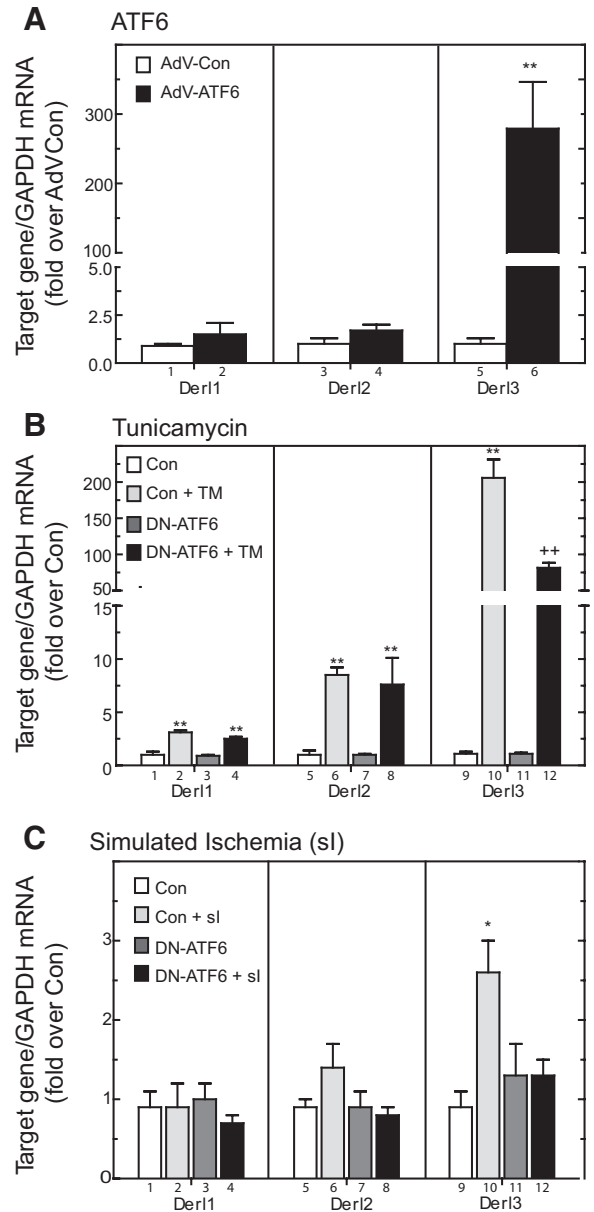 A ATF6
AdV-Con
AdV-ATF6
**
Target gene/GAPDH mRNA
(fold over AdVCon)
300
200
100
5.0
2.5
0.0
1 2 3 4 5 6
Derl1 Derl2 Derl3
B Tunicamycin
Con
Con + TM
DN-ATF6
DN-ATF6 + TM
Target gene/GAPDH mRNA
(fold over Con)
200
150
100
50
15
10
5
0
** ** ** ** ** ++
1 2 3 4 5 6 7 8 9 10 11 12
Derl1 Derl2 Derl3
C Simulated Ischemia (sI)
Con
Con + sI
DN-ATF6
DN-ATF6 + sI
*
Target gene/GAPDH mRNA
(fold over Con)
3
2
1
0
1 2 3 4 5 6 7 8 9 10 11 12
Derl1 Derl2 Derl3